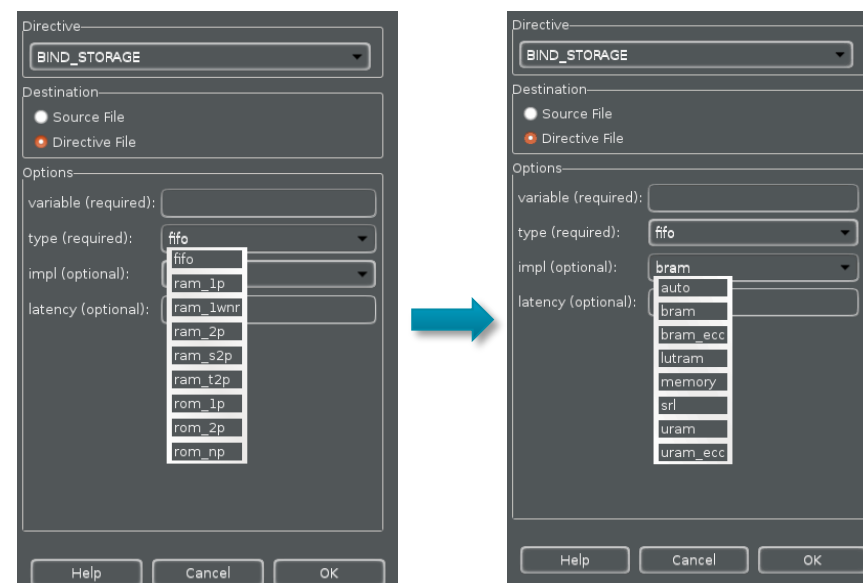 Directive
BIND_STORAGE
Destination
Source File
Directive File
Options
variable (required):
type (required): fifo
fifo
impl (optional):
ram_1p
latency (optional):
ram_1wnr
ram_2p
ram_s2p
ram_t2p
rom_1p
rom_2p
rom_np
Help Cancel OK
Directive
BIND_STORAGE
Destination
Source File
Directive File
Options
variable (required):
type (required): fifo
impl (optional): bram
auto
latency (optional):
bram
bram_ecc
lutram
memory
srl
uram
uram_ecc
Help Cancel OK